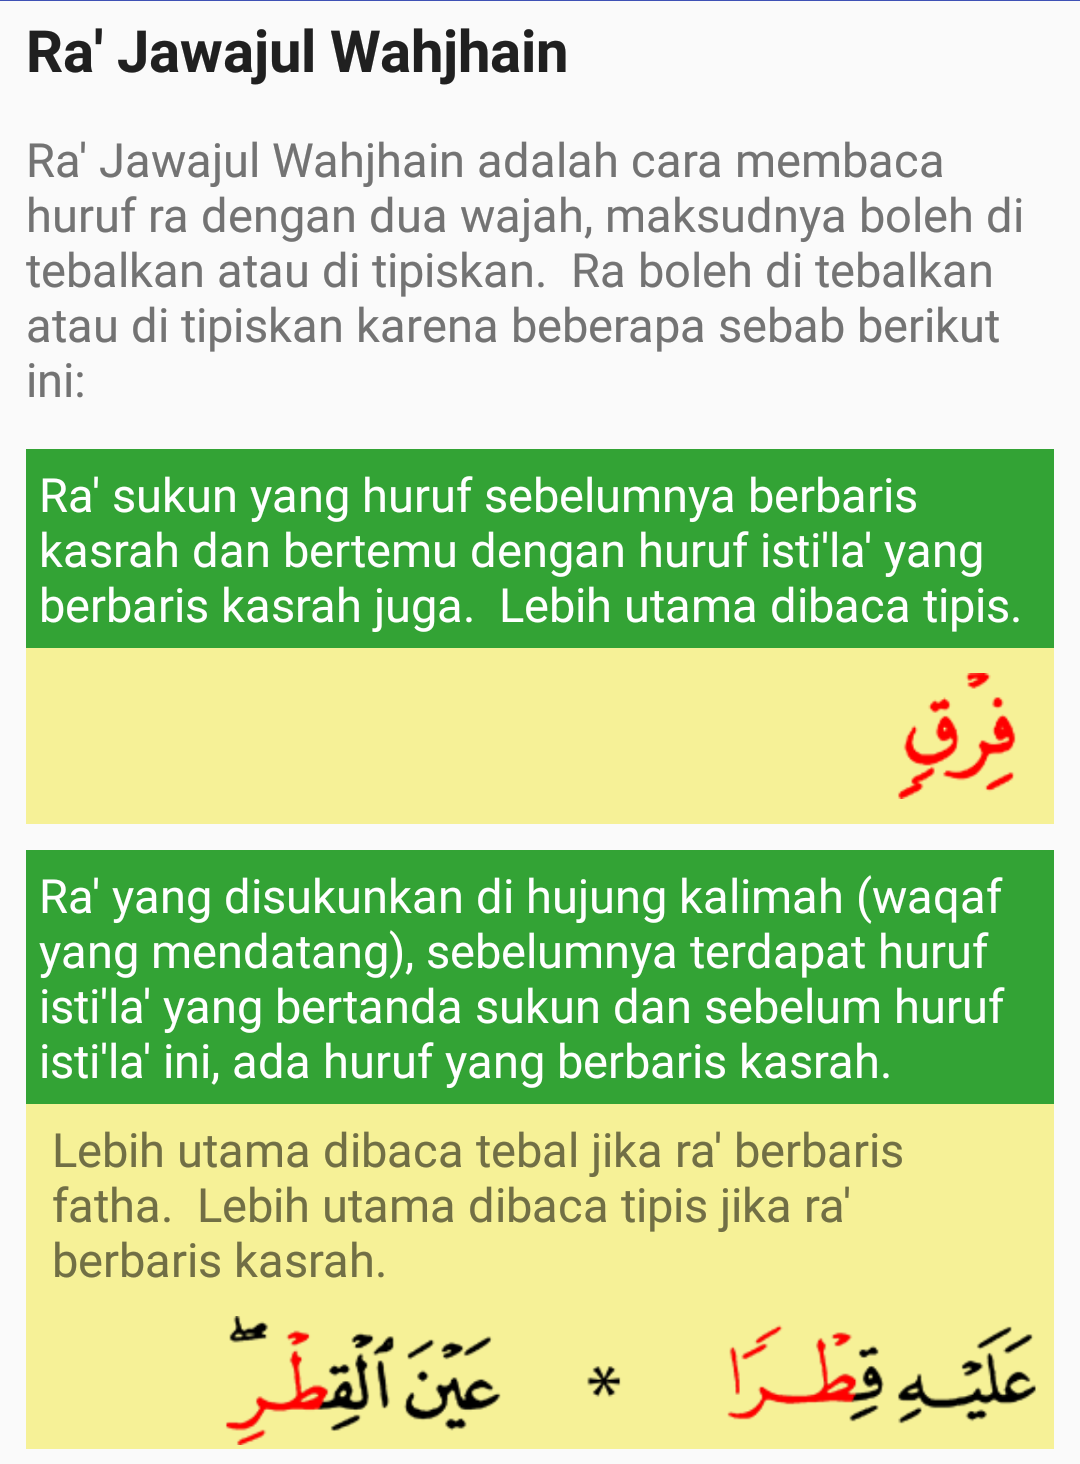 Ra' Jawajul Wahjhain
Ra' Jawajul Wahjhain adalah cara membaca
huruf ra dengan dua wajah, maksudnya boleh di
tebalkan atau di tipiskan.  Ra boleh di tebalkan
atau di tipiskan karena beberapa sebab berikut
ini:
Ra' sukun yang huruf sebelumnya berbaris
kasrah dan bertemu dengan huruf isti'la' yang
berbaris kasrah juga.  Lebih utama dibaca tipis.
فِرْقٍ
Ra' yang disukunkan di hujung kalimah (waqaf
yang mendatang), sebelumnya terdapat huruf
isti'la' yang bertanda sukun dan sebelum huruf
isti'la' ini, ada huruf yang berbaris kasrah.
Lebih utama dibaca tebal jika ra' berbaris
fatha.  Lebih utama dibaca tipis jika ra'
berbaris kasrah.
عَلَيْهِ قِطْرًا * عَيْنَ ٱلْقِطْرِۖ